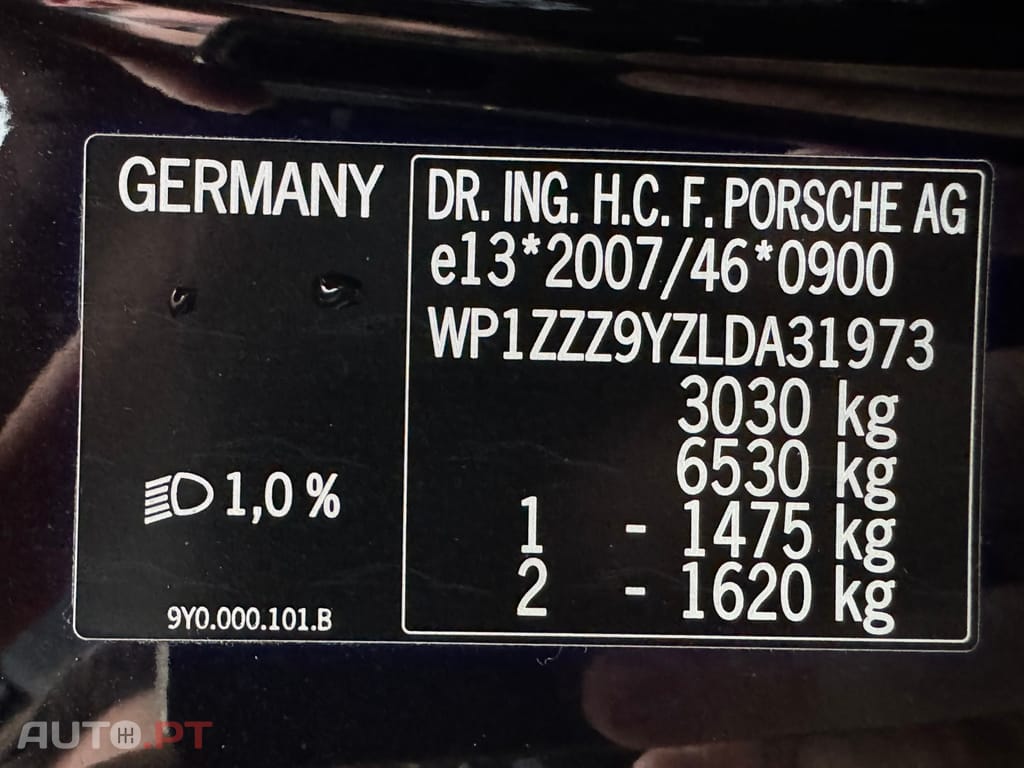 GERMANY
1,0 %
9Y0.000.101.B
DR. ING. H.C. F. PORSCHE AG
e13*2007/46*0900
WP1ZZZ9YZLDA31973
3030 kg
6530 kg
1 - 1475 kg
2 - 1620 kg
AUTO.PT